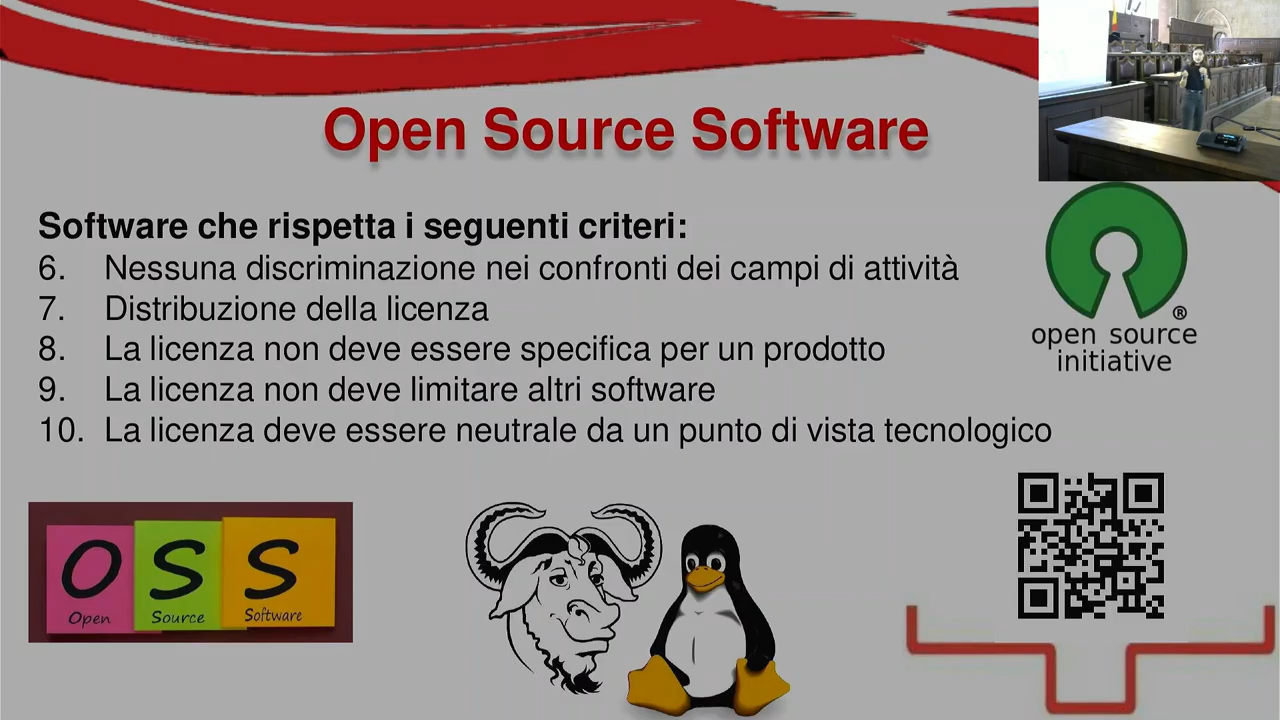 Open Source Software
Software che rispetta i seguenti criteri:
6. Nessuna discriminazione nei confronti dei campi di attività
7. Distribuzione della licenza
8. La licenza non deve essere specifica per un prodotto
9. La licenza non deve limitare altri software
10. La licenza deve essere neutrale da un punto di vista tecnologico
®
open source
initiative
O S S
Open Source Software